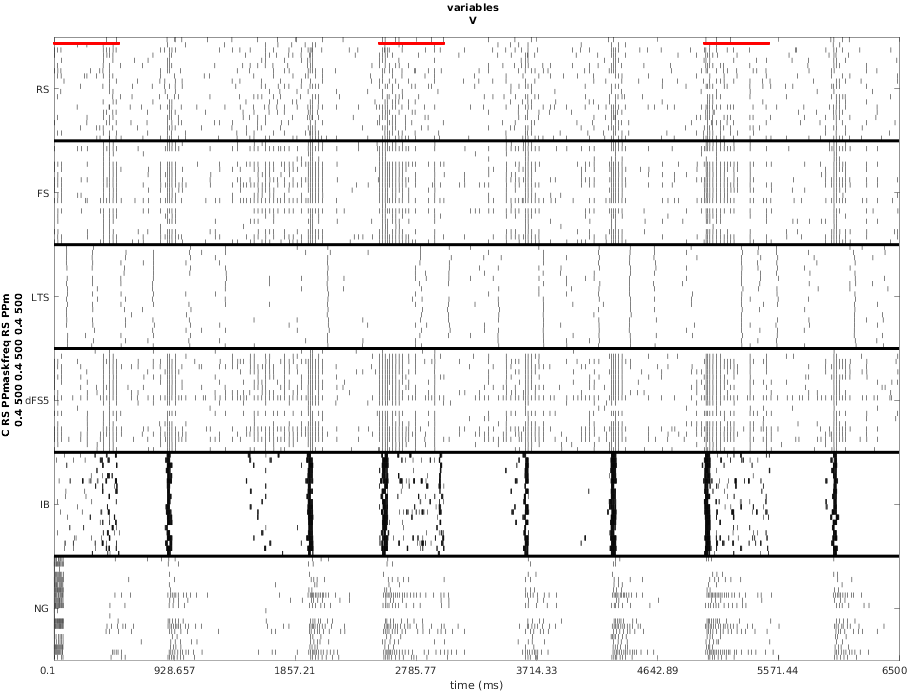 variables
V
C RS PPmaskfreq RS PPm
0.4 500 0.4 500 0.4 500
RS
FS
LTS
dFS5
IB
NG
0.1 928.657 1857.21 2785.77 3714.33 4642.89 5571.44 6500
time (ms)